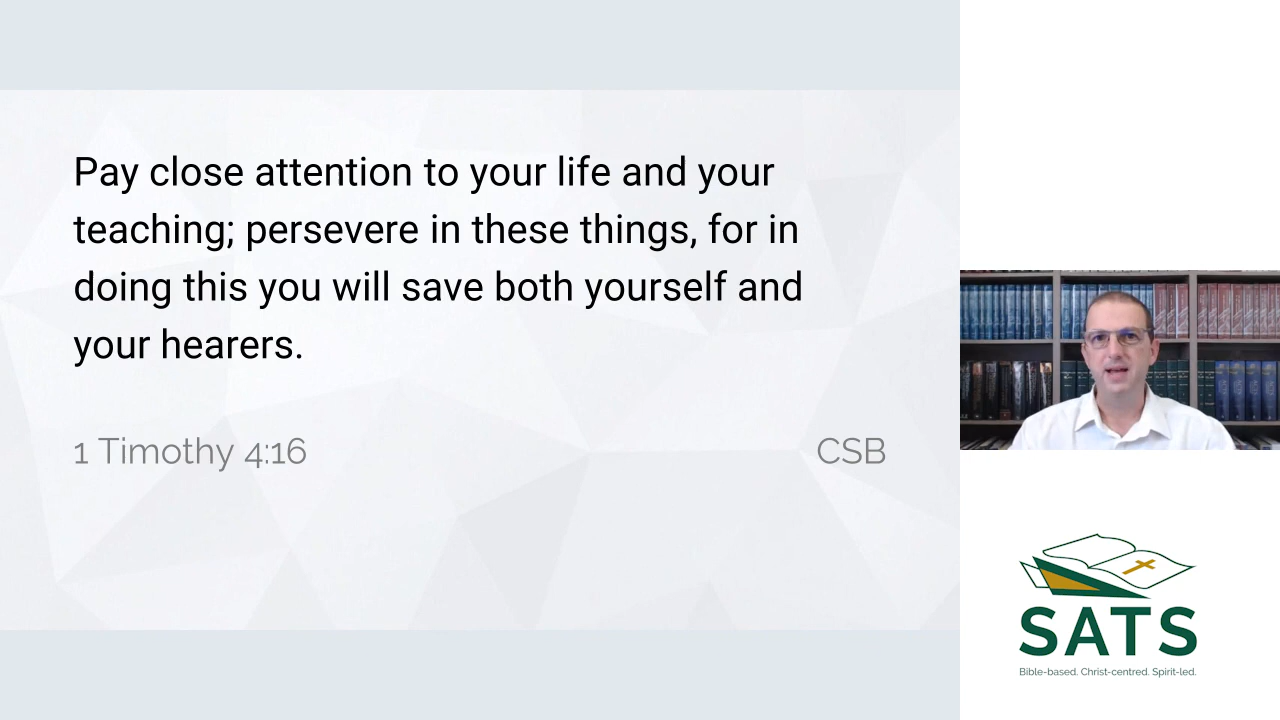 Pay close attention to your life and your
teaching; persevere in these things, for in
doing this you will save both yourself and
your hearers.
1 Timothy 4:16
CSB
SATS
Bible-based. Christ-centred. Spirit-led.